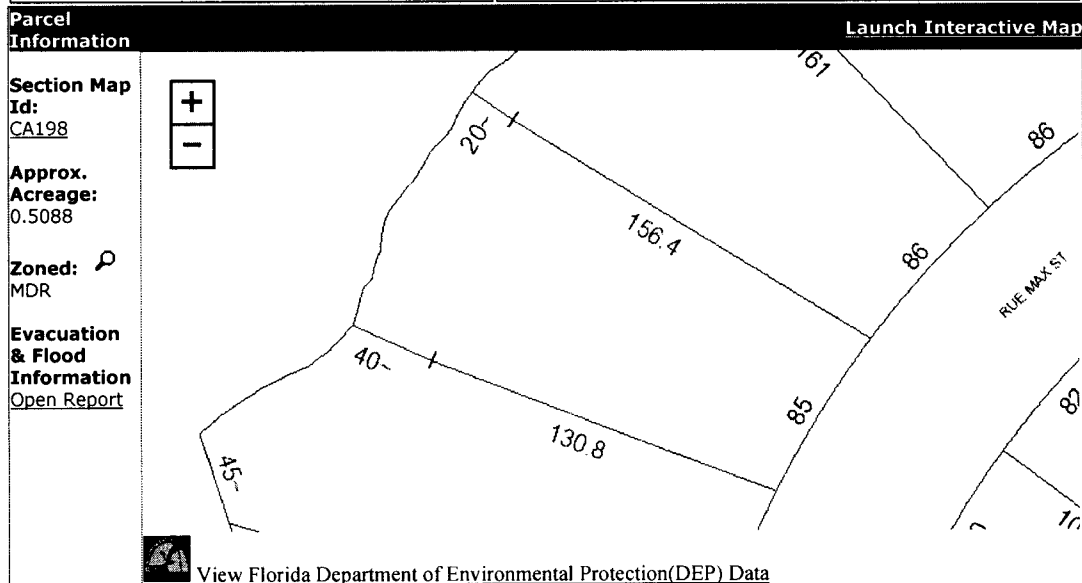 Parcel
Information
Launch Interactive Map
Section Map
Id:
CA198
Approx.
Acreage:
0.5088
Zoned:
MDR
Evacuation
& Flood
Information
Open Report
+
−
161
86
20~
156.4
86
RUE MAX ST
40~
85
82
130.8
45~
View Florida Department of Environmental Protection(DEP) Data